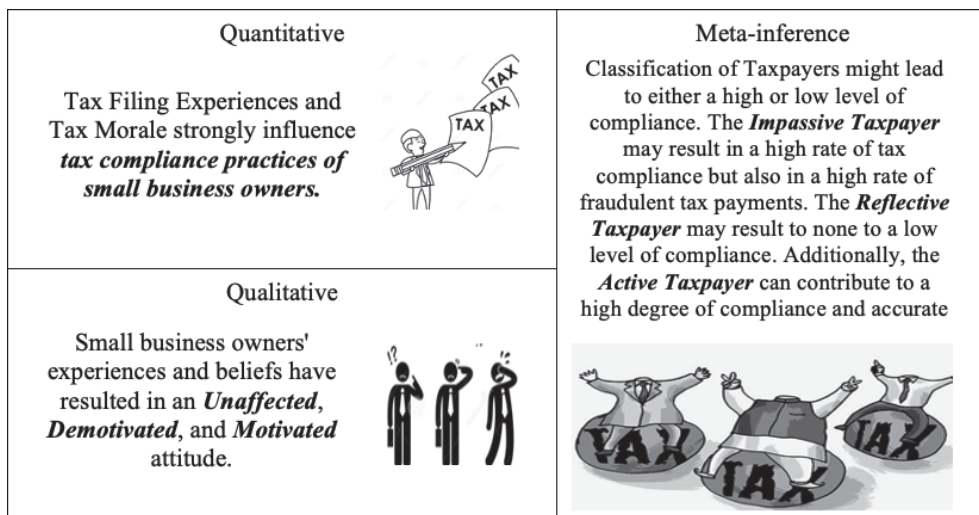 Quantitative
Tax Filing Experiences and
Tax Morale strongly influence
tax compliance practices of
small business owners.
TAX
TAX
TAX
Qualitative
Small business owners'
experiences and beliefs have
resulted in an Unaffected,
Demotivated, and Motivated
attitude.
!?
Meta-inference
Classification of Taxpayers might lead
to either a high or low level of
compliance. The Impassive Taxpayer
may result in a high rate of tax
compliance but also in a high rate of
fraudulent tax payments. The Reflective
Taxpayer may result to none to a low
level of compliance. Additionally, the
Active Taxpayer can contribute to a
high degree of compliance and accurate
TAX
TAX
TAX